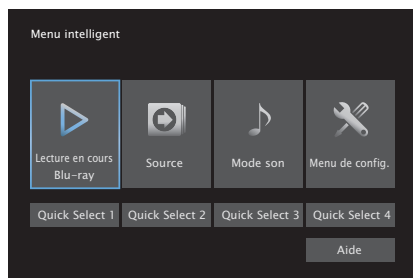 Menu intelligent
Lecture en cours
Blu-ray
Source
Mode son
Menu de config.
Quick Select 1
Quick Select 2
Quick Select 3
Quick Select 4
Aide